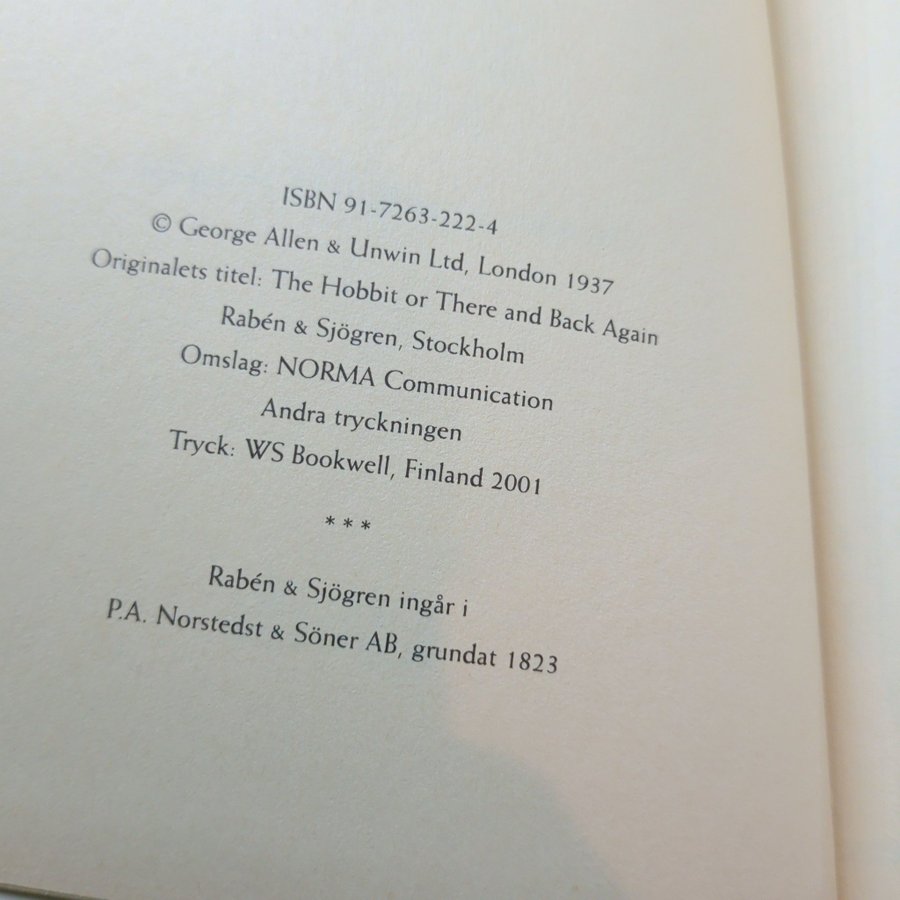 ISBN 91-7263-222-4
© George Allen & Unwin Ltd, London 1937
Originalets titel: The Hobbit or There and Back Again
Rabén & Sjögren, Stockholm
Omslag: NORMA Communication
Andra tryckningen
Tryck: WS Bookwell, Finland 2001
* * *
Rabén & Sjögren ingår i
P.A. Norstedst & Söner AB, grundat 1823